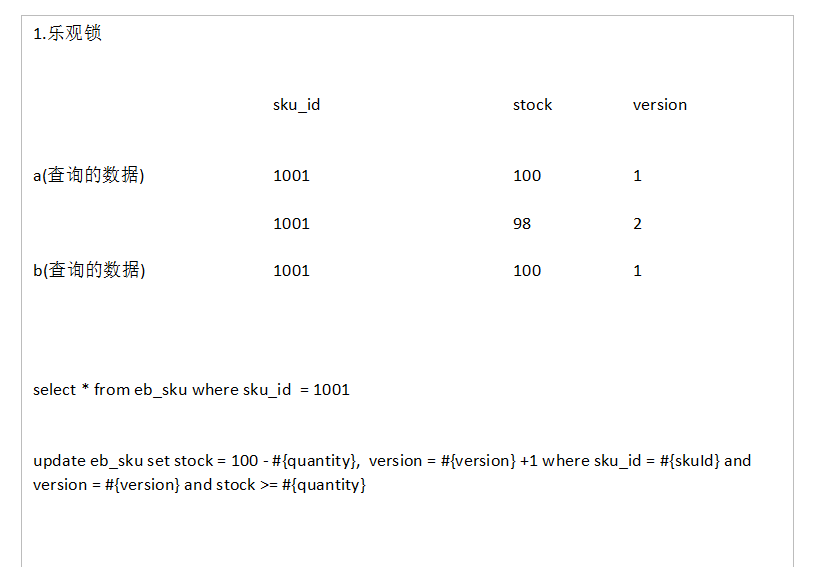 1.乐观锁
sku_id stock version
a(查询的数据) 1001 100 1
1001 98 2
b(查询的数据) 1001 100 1
select * from eb_sku where sku_id  = 1001
update eb_sku set stock = 100 - #{quantity},  version = #{version} +1 where sku_id = #{skuId} and
version = #{version} and stock >= #{quantity}